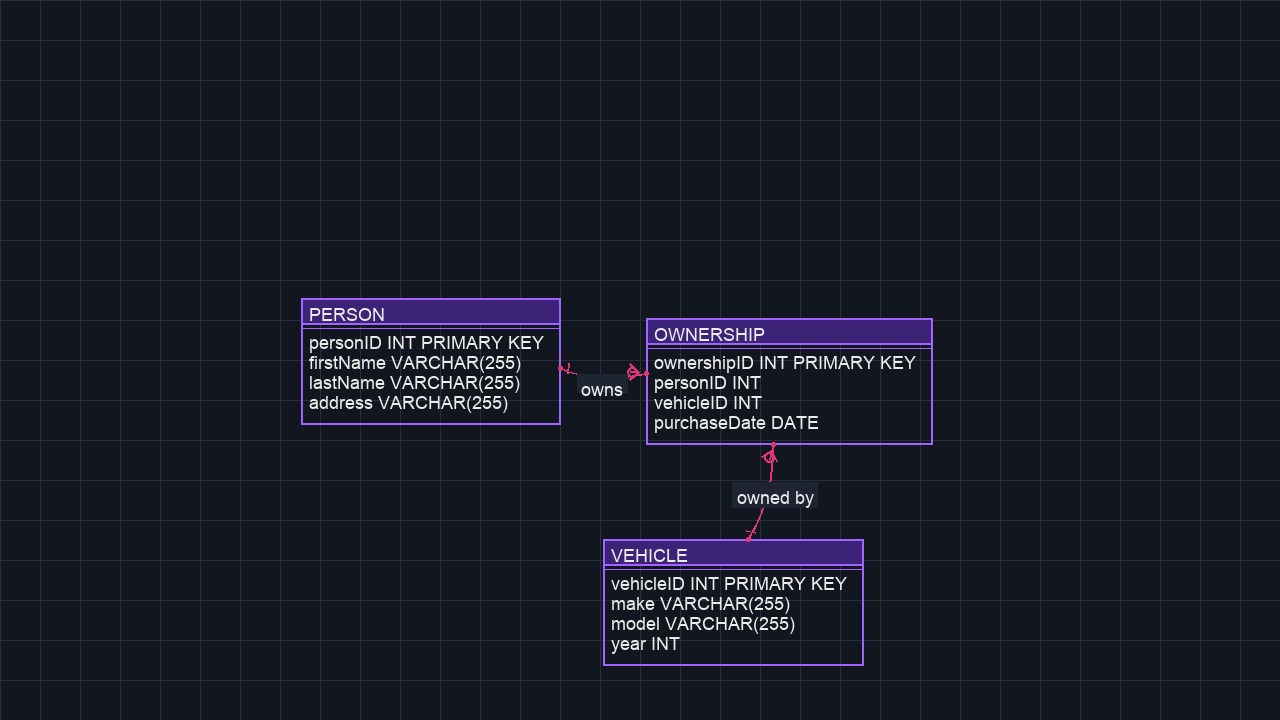 PERSON
personID INT PRIMARY KEY
firstName VARCHAR(255)
lastName VARCHAR(255)
address VARCHAR(255)
owns
OWNERSHIP
ownershipID INT PRIMARY KEY
personID INT
vehicleID INT
purchaseDate DATE
owned by
VEHICLE
vehicleID INT PRIMARY KEY
make VARCHAR(255)
model VARCHAR(255)
year INT